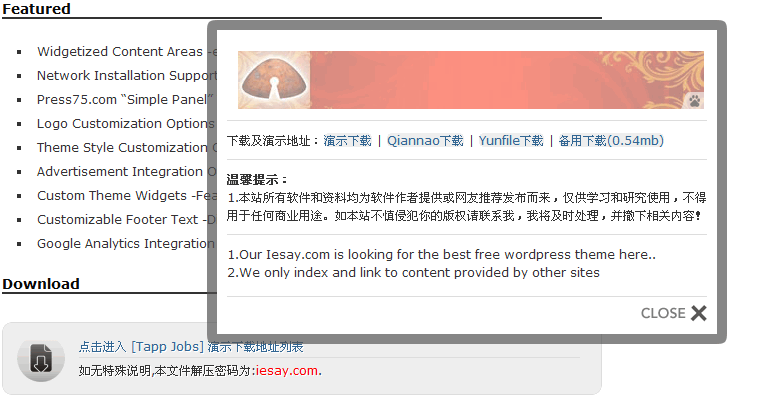 Featured
Widgetized Content Areas -e
Network Installation Support
Press75.com “Simple Panel”
Logo Customization Options
Theme Style Customization O
Advertisement Integration O
Custom Theme Widgets -Fea
Customizable Footer Text -D
Google Analytics Integration
Download
点击进入 [Tapp Jobs] 演示下载地址列表
如无特殊说明,本文件解压密码为:iesay.com.
下载及演示地址：演示下载 | Qiannao下载 | Yunfile下载 | 备用下载(0.54mb)
温馨提示：
1.本站所有软件和资料均为软件作者提供或网友推荐发布而来，仅供学习和研究使用，不得
用于任何商业用途。如本站不慎侵犯你的版权请联系我，我将及时处理，并撤下相关内容！
1.Our Iesay.com is looking for the best free wordpress theme here..
2.We only index and link to content provided by other sites
CLOSE